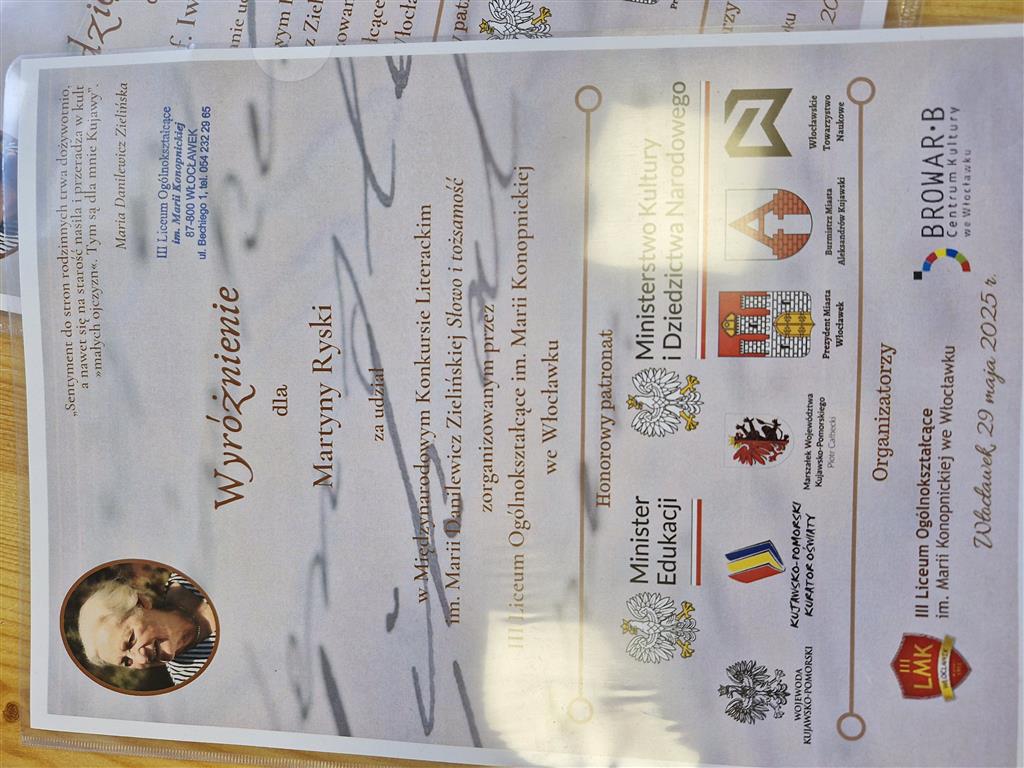 „Sentyment do stron rodzinnych trwa dożywotnio,
a nawet się na starość nasila i przeradza w kult
»małych ojczyzn«. Tym są dla mnie Kujawy”.
Maria Danilewicz Zielińska
III Liceum Ogólnokształcące
im. Marii Konopnickiej
87-800 WŁOCŁAWEK
ul. Bechiego 1, tel. 054 232 29 65
Wyróżnienie
dla
Martyny Ryski
za udział
w Międzynarodowym Konkursie Literackim
im. Marii Danilewicz Zielińskiej Słowo i tożsamość
zorganizowanym przez
III Liceum Ogólnokształcące im. Marii Konopnickiej
we Włocławku
Honorowy patronat
Minister
Edukacji
Ministerstwo Kultury
i Dziedzictwa Narodowego
WOJEWODA
KUJAWSKO-POMORSKI
KUJAWSKO-POMORSKI
KURATOR OŚWIATY
Marszałek Województwa
Kujawsko-Pomorskiego
Piotr Całbecki
Prezydent Miasta
Włocławek
Burmistrz Miasta
Aleksandrów Kujawski
Włocławskie
Towarzystwo
Naukowe
Organizatorzy
III
LMK
WŁOCŁAWEK
III Liceum Ogólnokształcące
im. Marii Konopnickiej we Włocławku
BROWAR·B
Centrum Kultury
we Włocławku
Włocławek, 29 maja 2025 r.